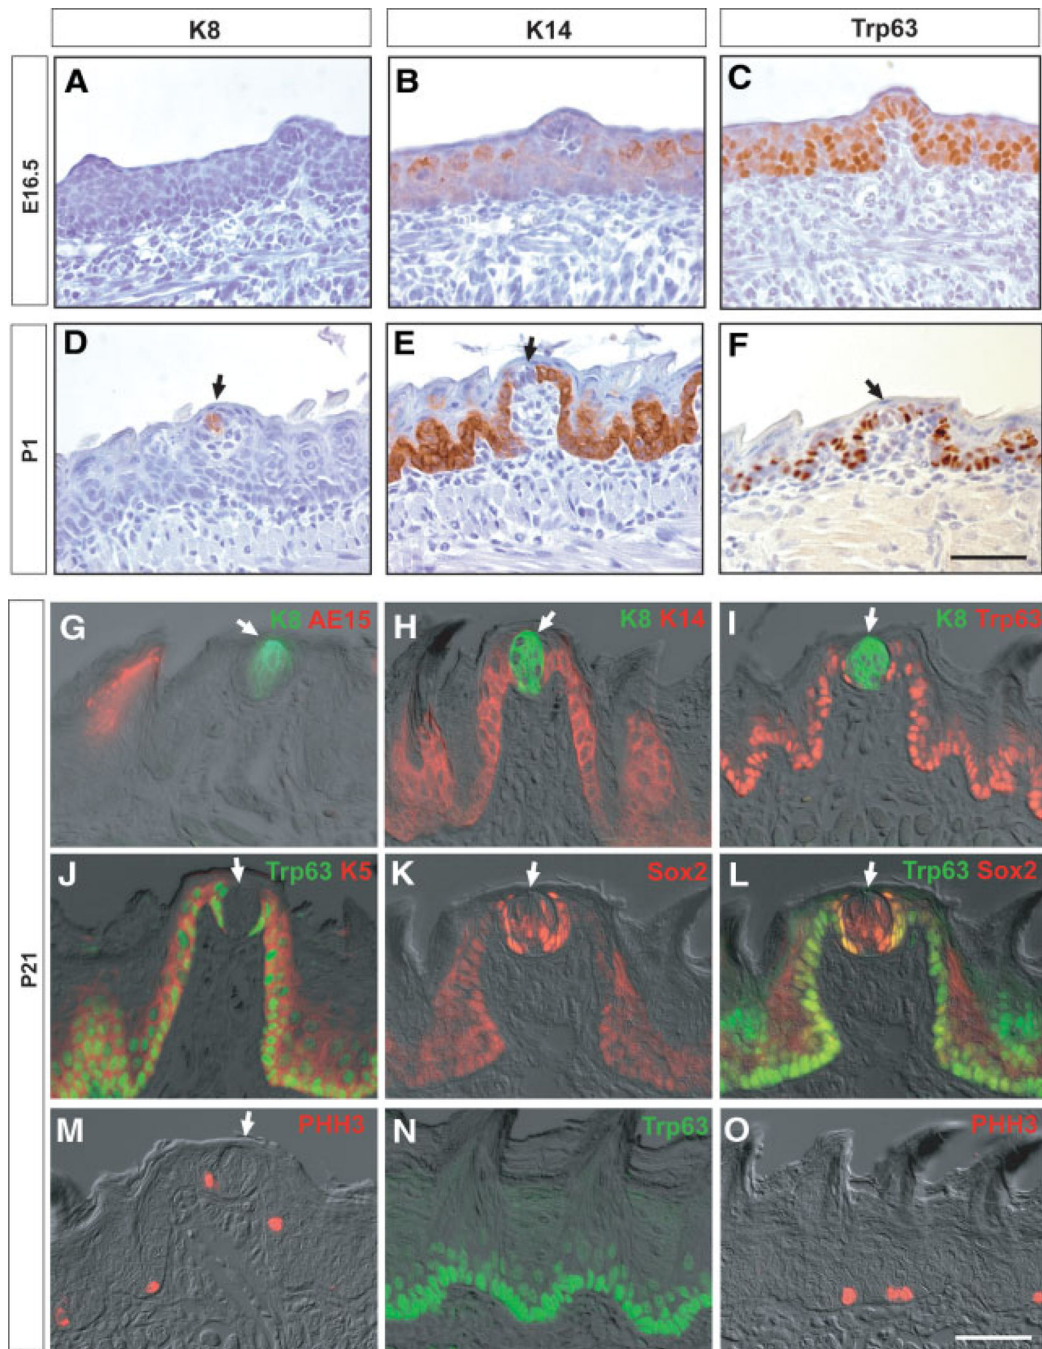 K8 K14 Trp63
E16.5
A B C
P1
D E F
P21
G K8 AE15 H K8 K14 I K8 Trp63
J Trp63 K5 K Sox2 L Trp63 Sox2
M PHH3 N Trp63 O PHH3